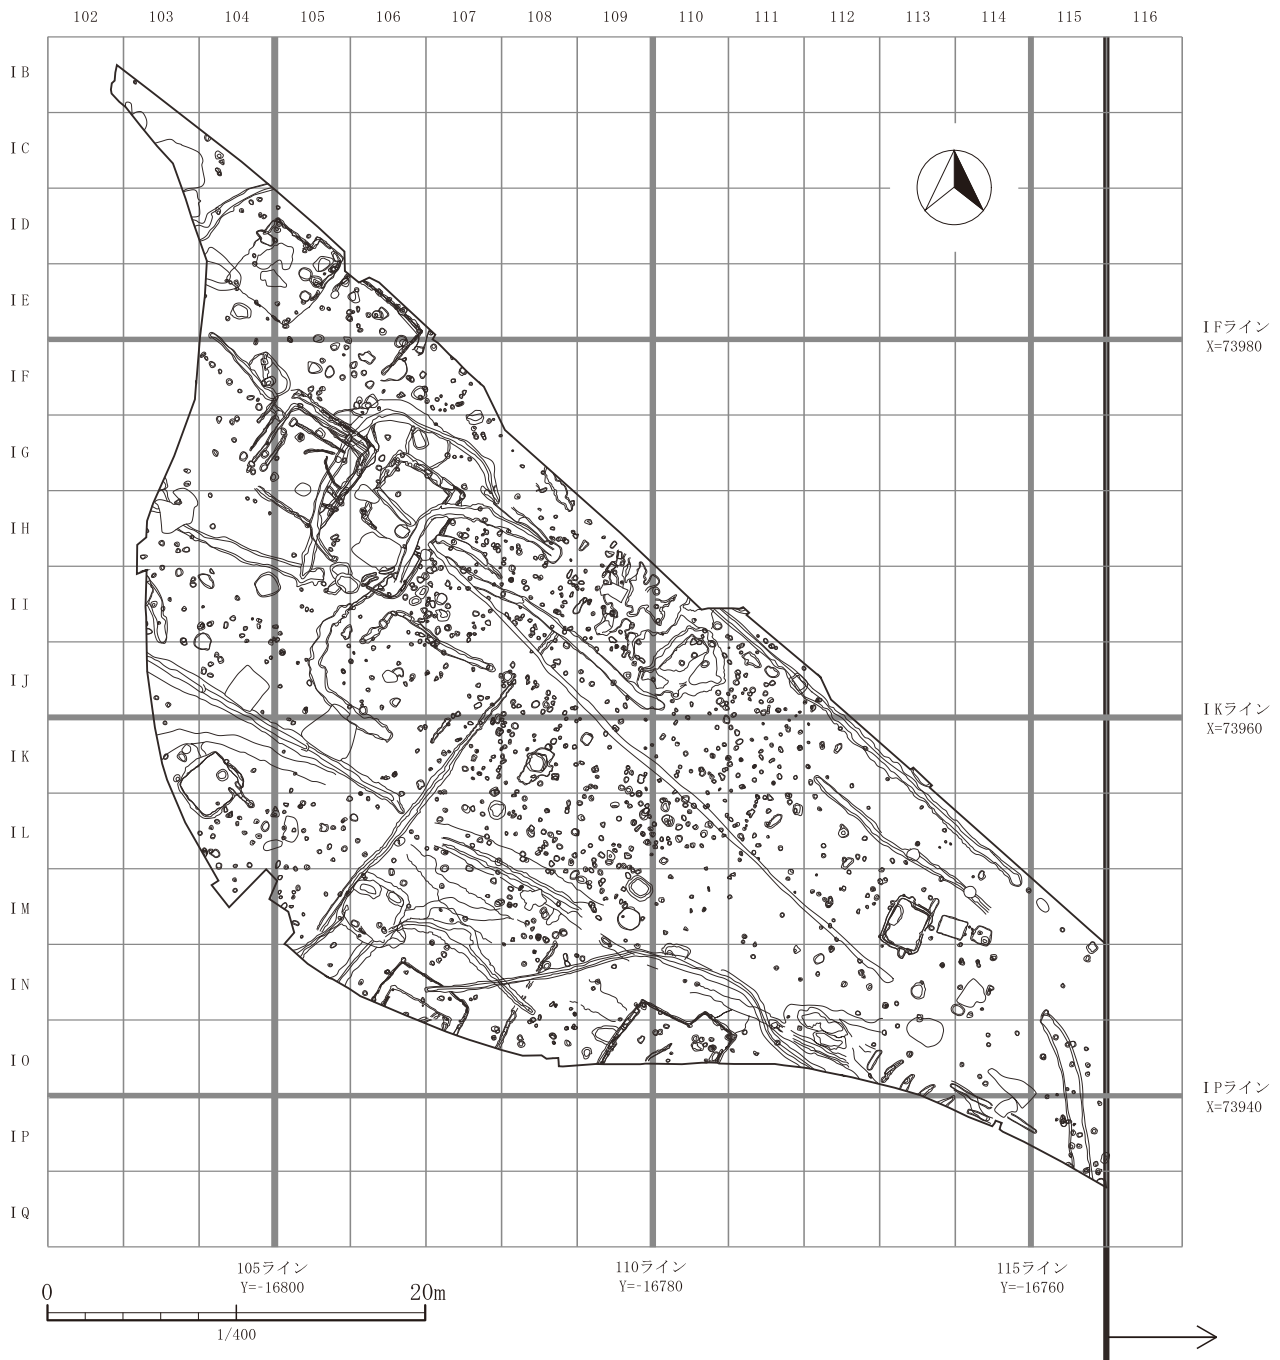 102 103 104 105 106 107 108 109 110 111 112 113 114 115 116
IB
IC
ID
IE
IFライン
X=73980
IF
IG
IH
II
IJ
IKライン
X=73960
IK
IL
IM
IN
IO
IPライン
X=73940
IP
IQ
105ライン
Y=-16800
110ライン
Y=-16780
115ライン
Y=-16760
0 20m
1/400